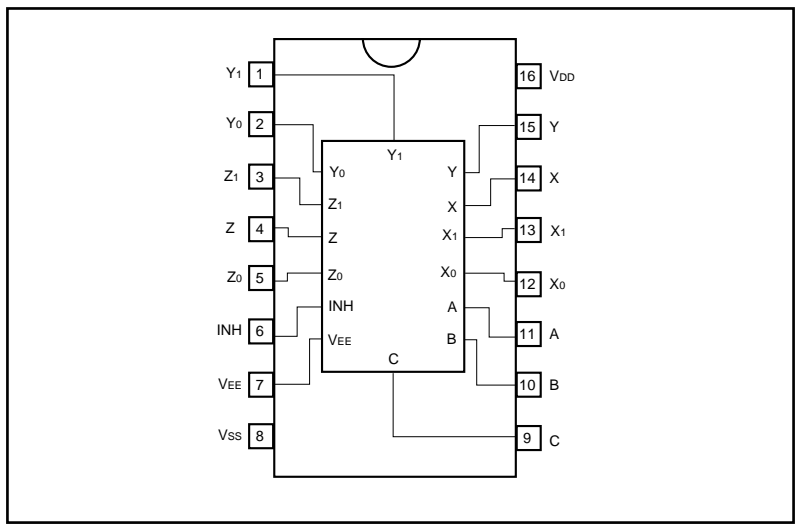 Y1 1
Y0 2
Z1 3
Z 4
Z0 5
INH 6
VEE 7
VSS 8
Y1
Y0
Z1
Z
Z0
INH
VEE
C
Y
X
X1
X0
A
B
16 VDD
15 Y
14 X
13 X1
12 X0
11 A
10 B
9 C